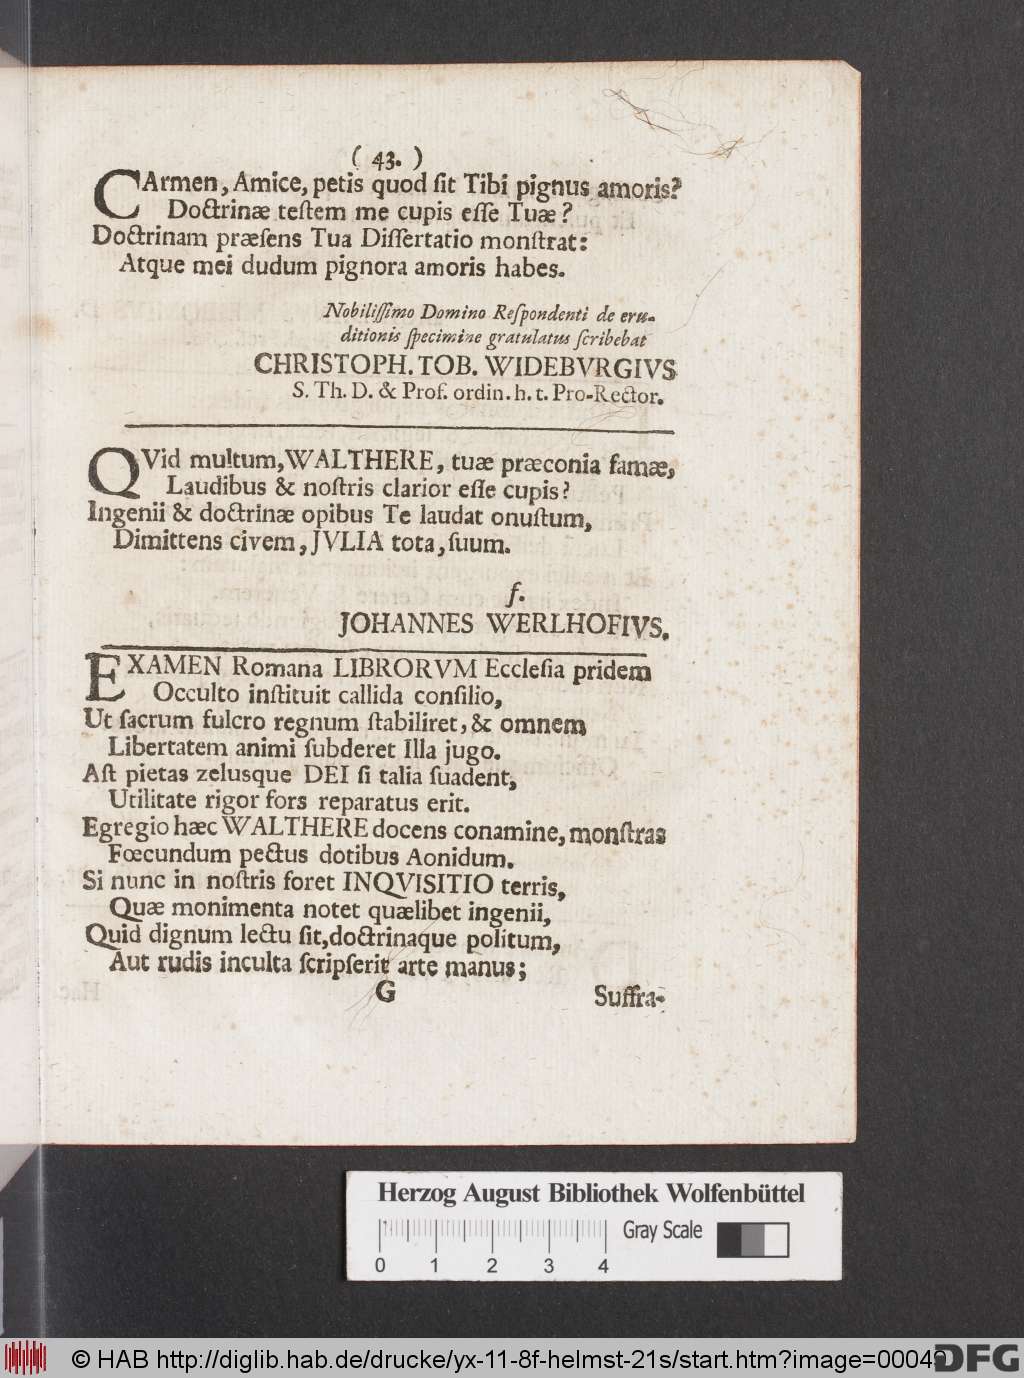 ( 43. )
CArmen, Amice, petis quod ſit Tibi pignus amoris?
Doctrinæ teſtem me cupis eſſe Tuæ?
Doctrinam præſens Tua Diſſertatio monſtrat:
Atque mei dudum pignora amoris habes.
Nobiliſſimo Domino Reſpondenti de eru-
ditionis ſpecimine gratulatus ſcribebat
CHRISTOPH. TOB. WIDEBVRGIVS
S. Th. D. & Prof. ordin. h. t. Pro-Rector.
QVid multum, WALTHERE, tuæ præconia famæ,
Laudibus & noſtris clarior eſſe cupis?
Ingenii & doctrinæ opibus Te laudat onuſtum,
Dimittens civem, JVLIA tota, ſuum.
ſ.
JOHANNES WERLHOFIVS.
EXAMEN Romana LIBRORVM Eccleſia pridem
Occulto inſtituit callida conſilio,
Ut ſacrum fulcro regnum ſtabiliret, & omnem
Libertatem animi ſubderet Illa jugo.
Aſt pietas zelusque DEI ſi talia ſuadent,
Utilitate rigor fors reparatus erit.
Egregio hæc WALTHERE docens conamine, monſtras
Fœcundum pectus dotibus Aonidum.
Si nunc in noſtris foret INQVISITIO terris,
Quæ monimenta notet quælibet ingenii,
Quid dignum lectu ſit, doctrinaque politum,
Aut rudis inculta ſcripſerit arte manus;
G
Suffra-
Herzog August Bibliothek Wolfenbüttel
Gray Scale
0 1 2 3 4
© HAB http://diglib.hab.de/drucke/yx-11-8f-helmst-21s/start.htm?image=00049
DFG